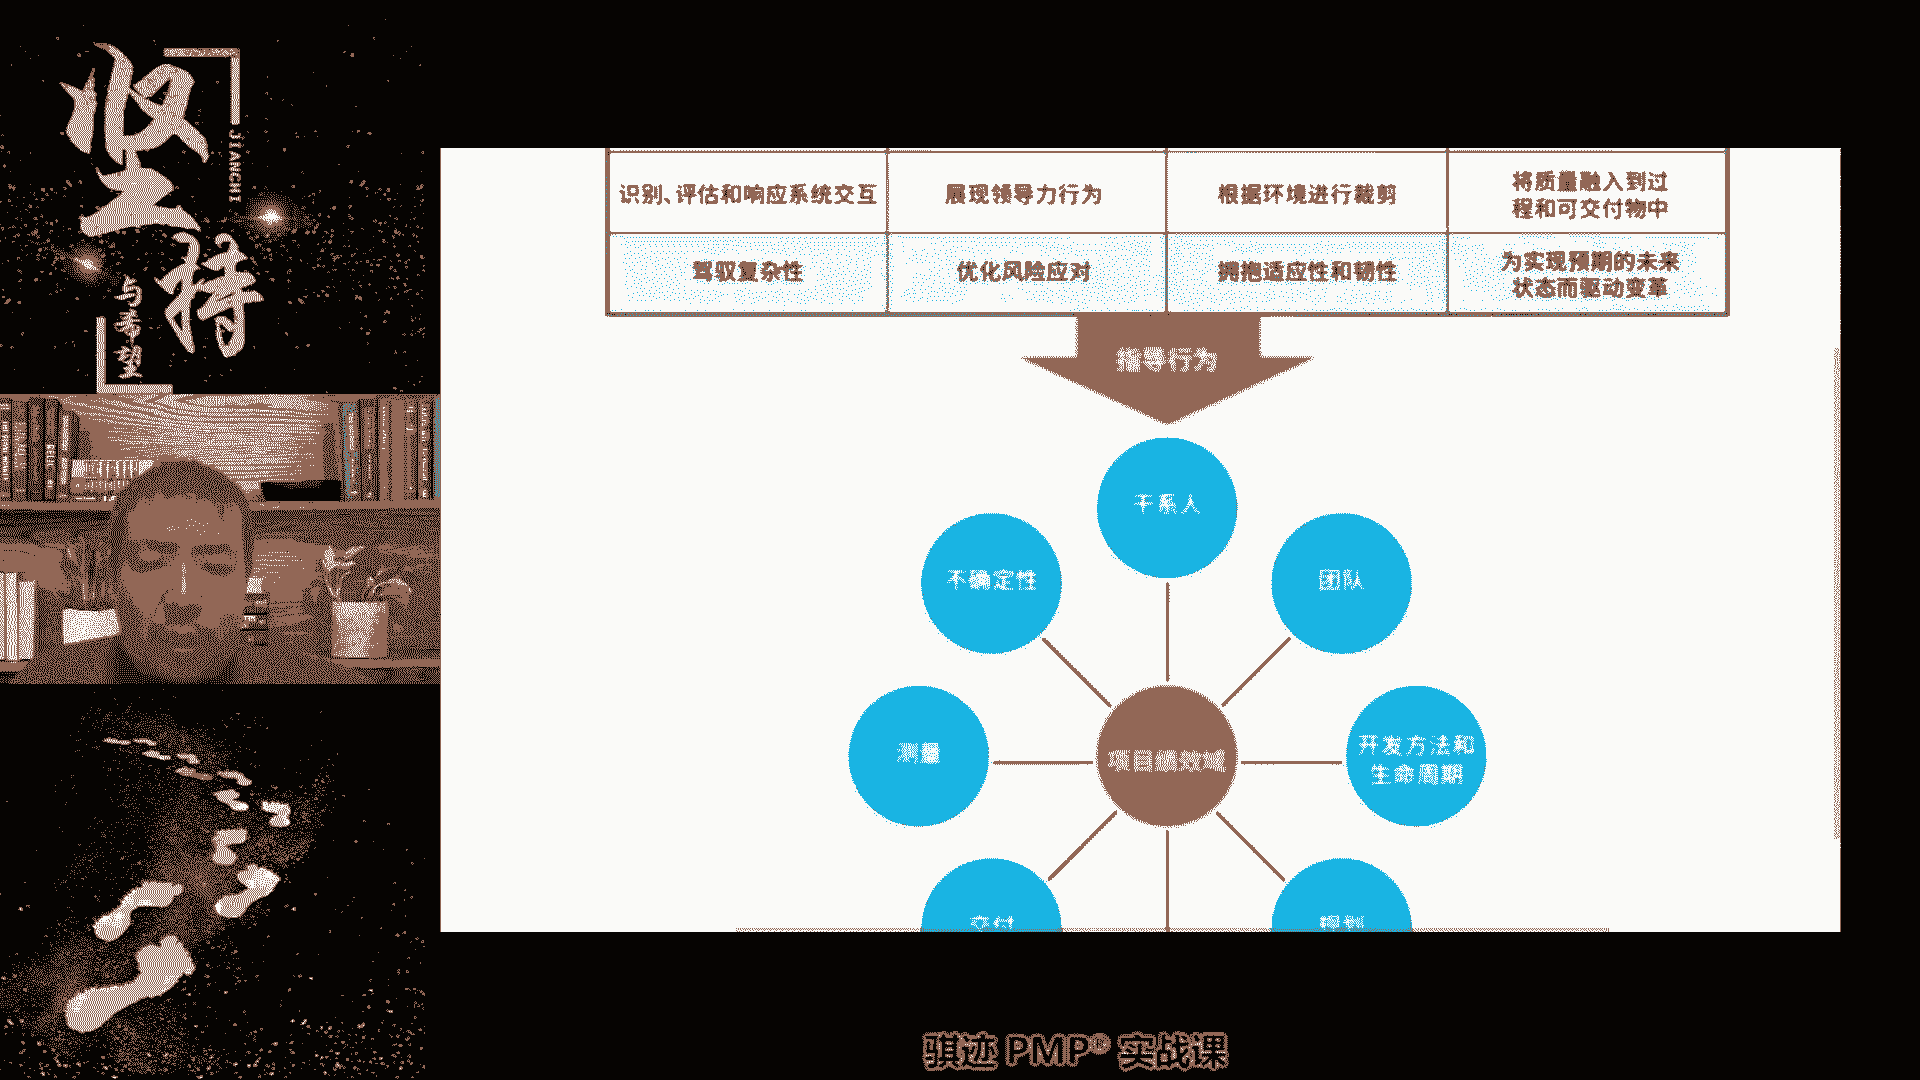 坚持
JIANCHI
与希望
识别、评估和响应系统交互
展现领导力行为
根据环境进行裁剪
将质量融入到过
程和可交付物中
驾驭复杂性
优化风险应对
拥抱适应性和韧性
为实现预期的未来
状态而驱动变革
指导行为
干系人
不确定性
团队
测量
项目绩效域
开发方法和
生命周期
交付
规划
骐迹 PMP® 实战课